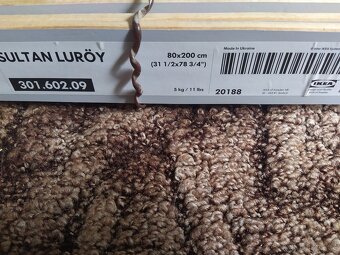 SULTAN LURÖY
301.602.09
80x200 cm
(31 1/2x78 3/4")
5 kg / 11 lbs
Made in Ukraine
20188
IKEA